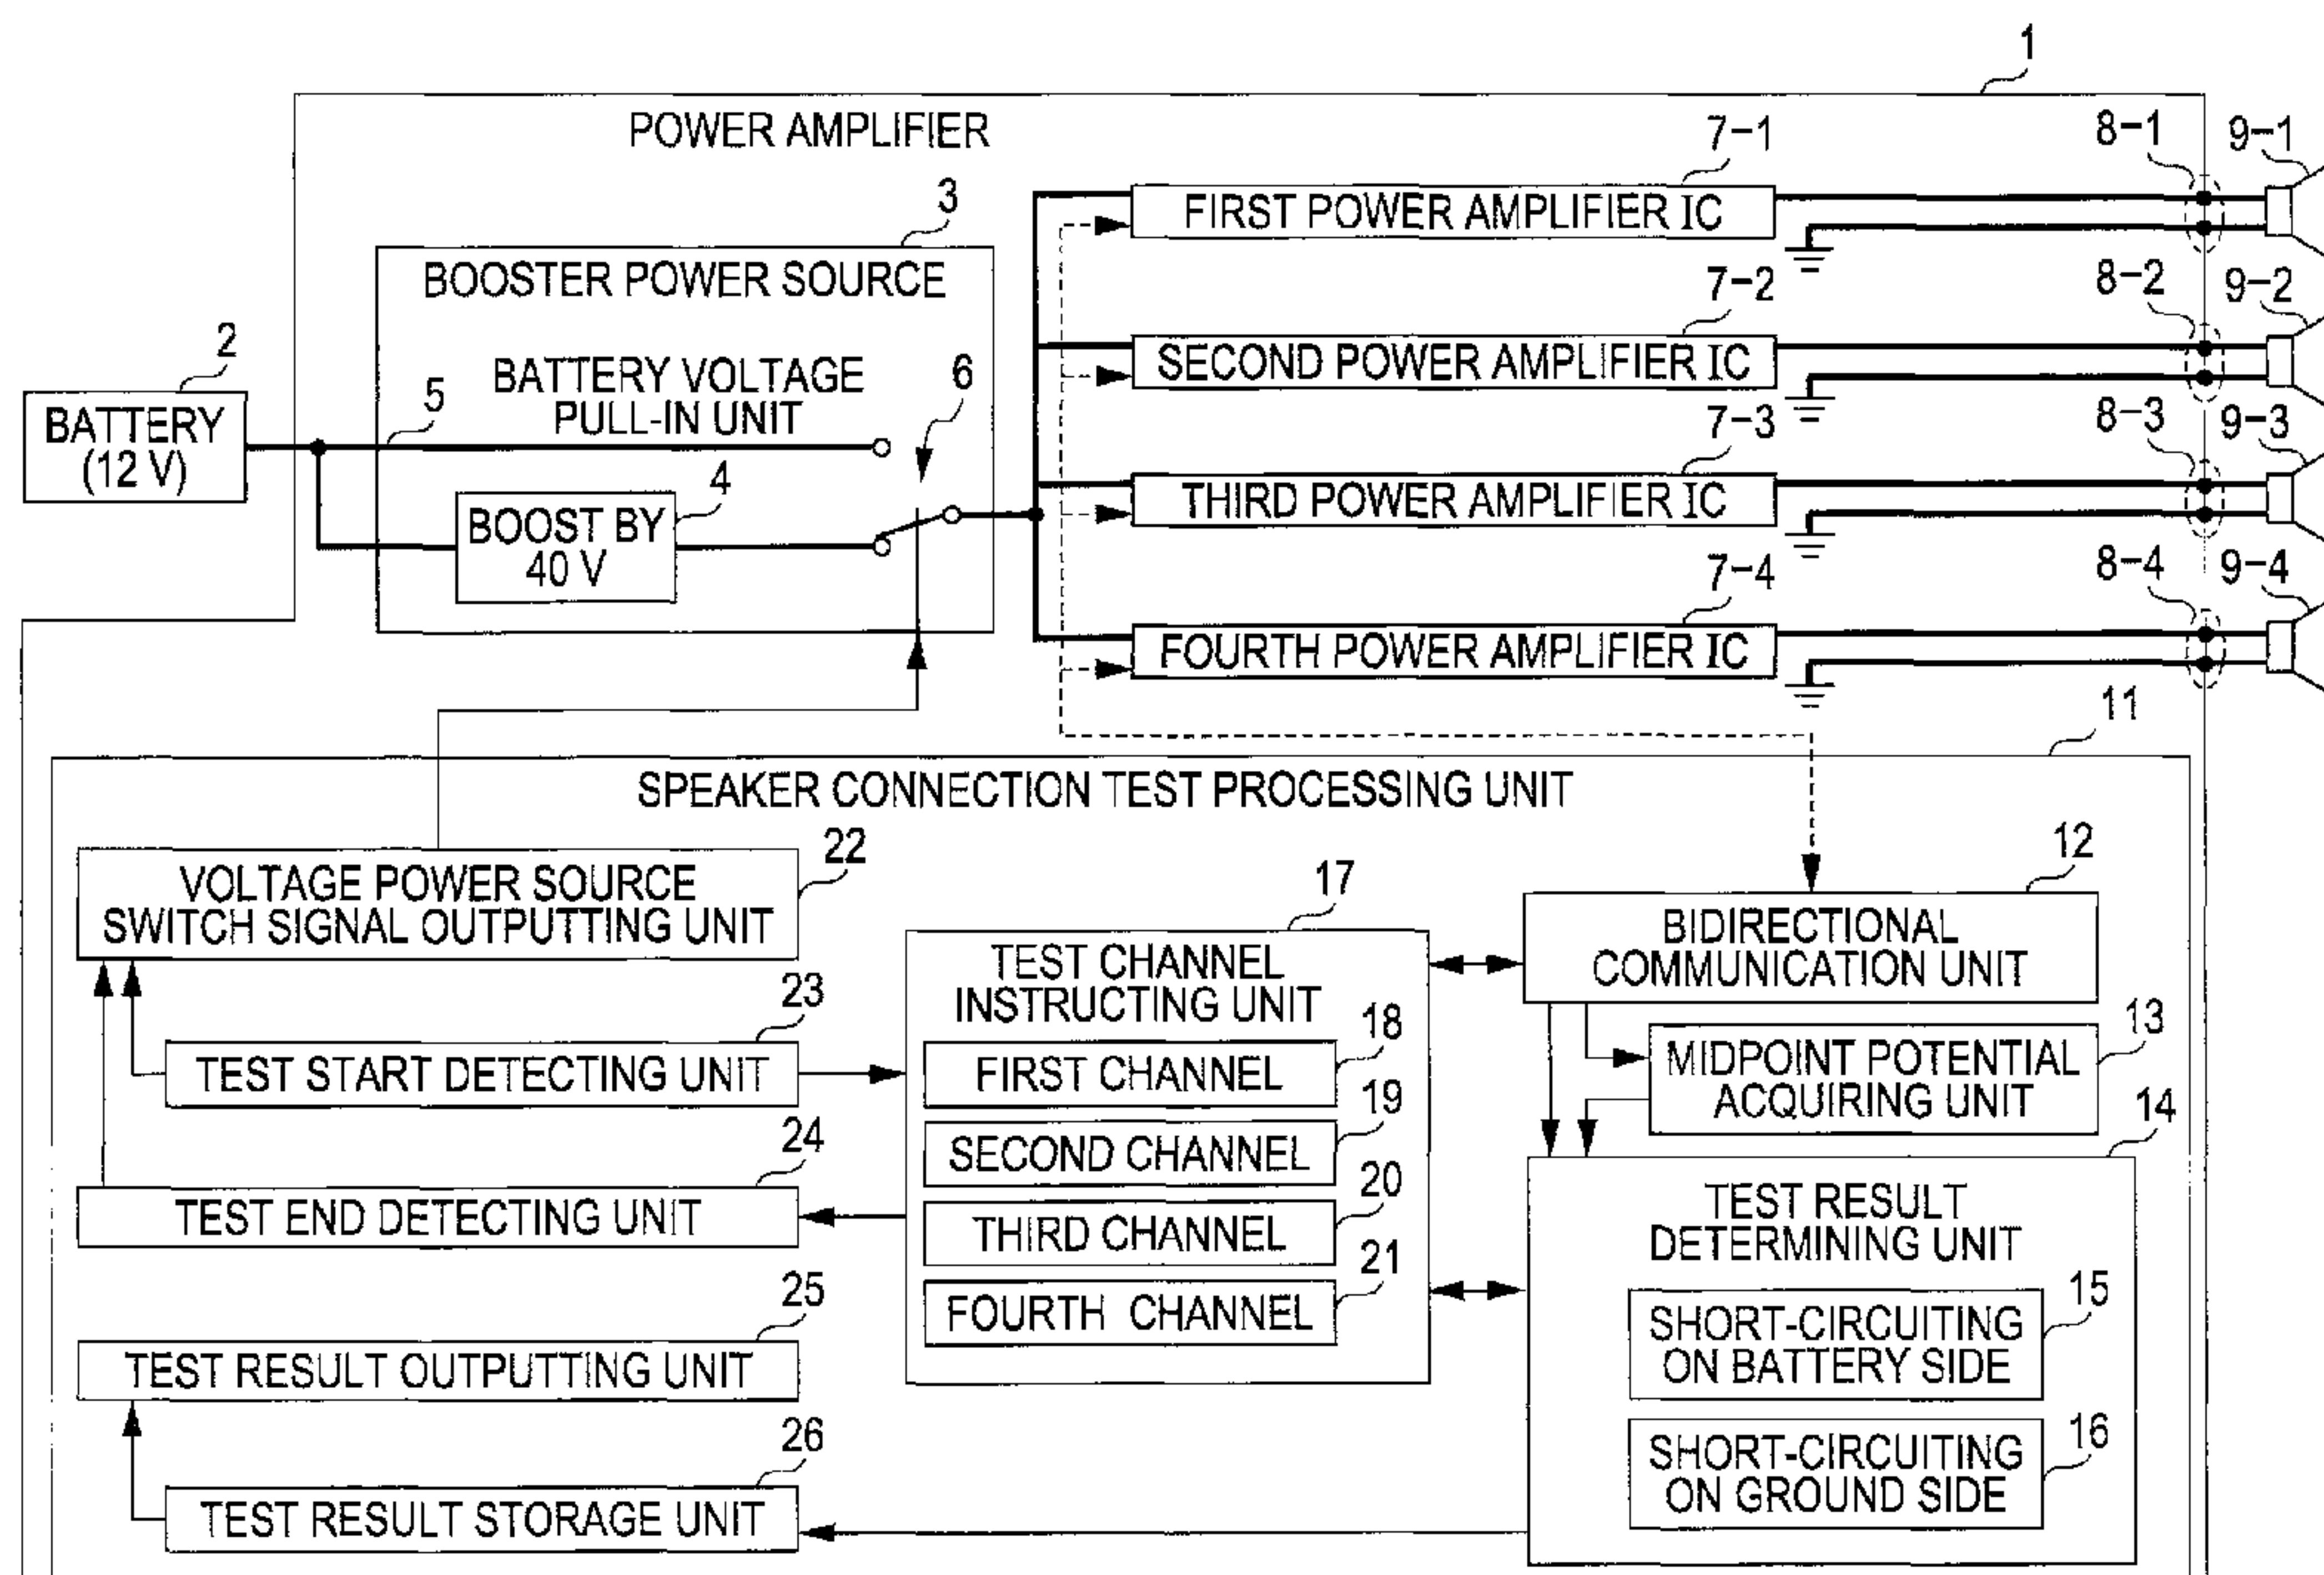 1
POWER AMPLIFIER
7-1
8-1
9-1
3
FIRST POWER AMPLIFIER IC
BOOSTER POWER SOURCE
7-2
8-2
9-2
2
BATTERY VOLTAGE
PULL-IN UNIT
5
6
SECOND POWER AMPLIFIER IC
BATTERY
(12 V)
7-3
8-3
9-3
4
BOOST BY
40 V
THIRD POWER AMPLIFIER IC
7-4
8-4
9-4
FOURTH POWER AMPLIFIER IC
11
SPEAKER CONNECTION TEST PROCESSING UNIT
22
VOLTAGE POWER SOURCE
SWITCH SIGNAL OUTPUTTING UNIT
17
12
TEST CHANNEL
INSTRUCTING UNIT
BIDIRECTIONAL
COMMUNICATION UNIT
23
TEST START DETECTING UNIT
18
FIRST CHANNEL
13
MIDPOINT POTENTIAL
ACQUIRING UNIT
19
SECOND CHANNEL
14
24
TEST END DETECTING UNIT
20
THIRD CHANNEL
TEST RESULT
DETERMINING UNIT
21
FOURTH CHANNEL
25
TEST RESULT OUTPUTTING UNIT
15
SHORT-CIRCUITING
ON BATTERY SIDE
26
TEST RESULT STORAGE UNIT
16
SHORT-CIRCUITING
ON GROUND SIDE